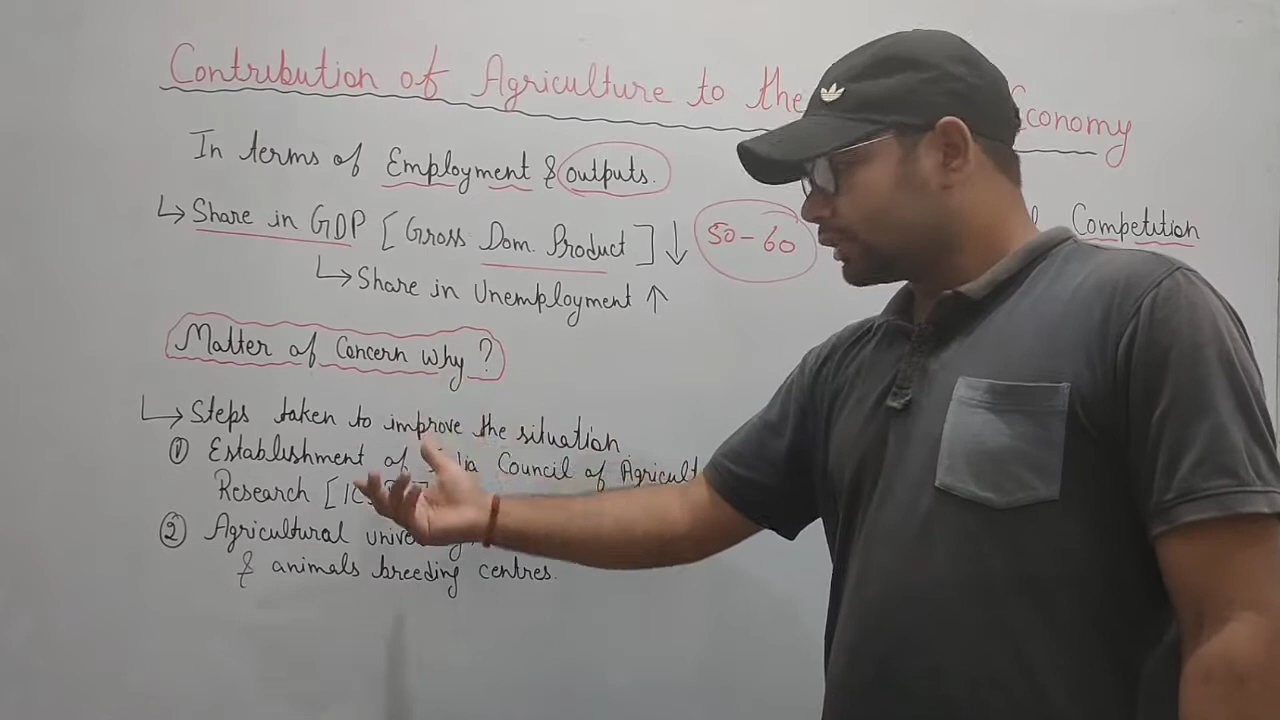 Contribution of Agriculture to the Economy
In terms of Employment & outputs.
↳ Share in GDP [Gross Dom. Product] ↓ 50-60 Competition
↳ Share in Unemployment ↑
Matter of Concern why?
↳ Steps taken to improve the situation
① Establishment of Council of
Research
② Agricultural
& animals breeding centres.